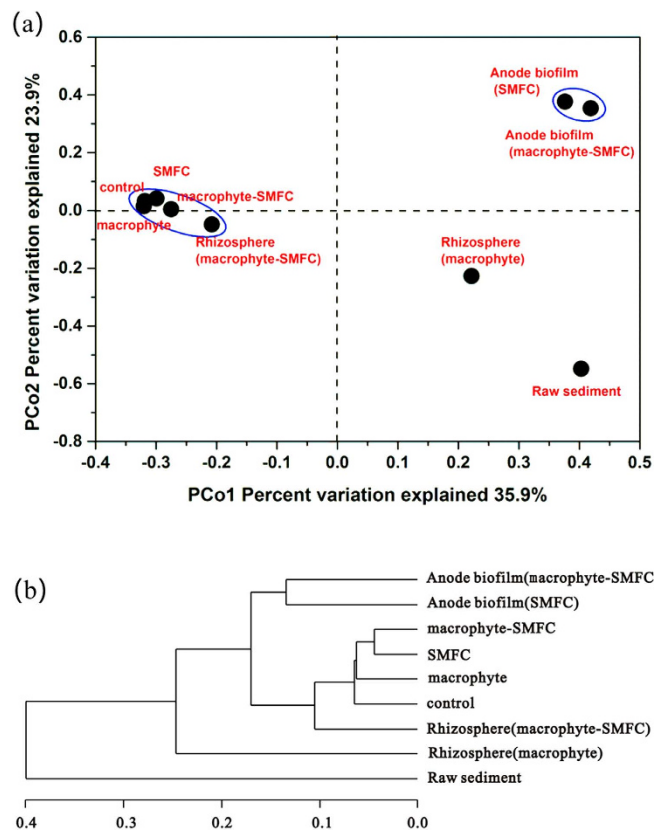 (a)
PCo2 Percent variation explained 23.9%
0.6
0.4
0.2
0.0
-0.2
-0.4
-0.6
-0.8
Anode biofilm
(SMFC)
Anode biofilm
(macrophyte-SMFC)
SMFC
control
macrophyte-SMFC
macrophyte
Rhizosphere
(macrophyte-SMFC)
Rhizosphere
(macrophyte)
Raw sediment
-0.4 -0.3 -0.2 -0.1 0.0 0.1 0.2 0.3 0.4 0.5
PCo1 Percent variation explained 35.9%
(b)
Anode biofilm(macrophyte-SMFC
Anode biofilm(SMFC)
macrophyte-SMFC
SMFC
macrophyte
control
Rhizosphere(macrophyte-SMFC)
Rhizosphere(macrophyte)
Raw sediment
0.4 0.3 0.2 0.1 0.0